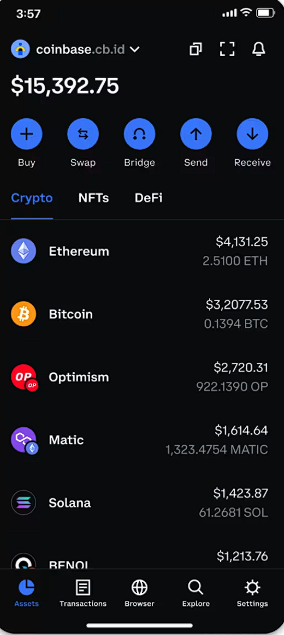 3:57
coinbase.cb.id
$15,392.75
Buy Swap Bridge Send Receive
Crypto NFTs DeFi
Ethereum $4,131.25
2.5100 ETH
Bitcoin $3,2077.53
0.1394 BTC
OP OP
Optimism $2,720.31
922.1390 OP
Matic $1,614.64
1,323.4754 MATIC
Solana $1,423.87
61.2681 SOL
$1,213.76
Assets Transactions Browser Explore Settings